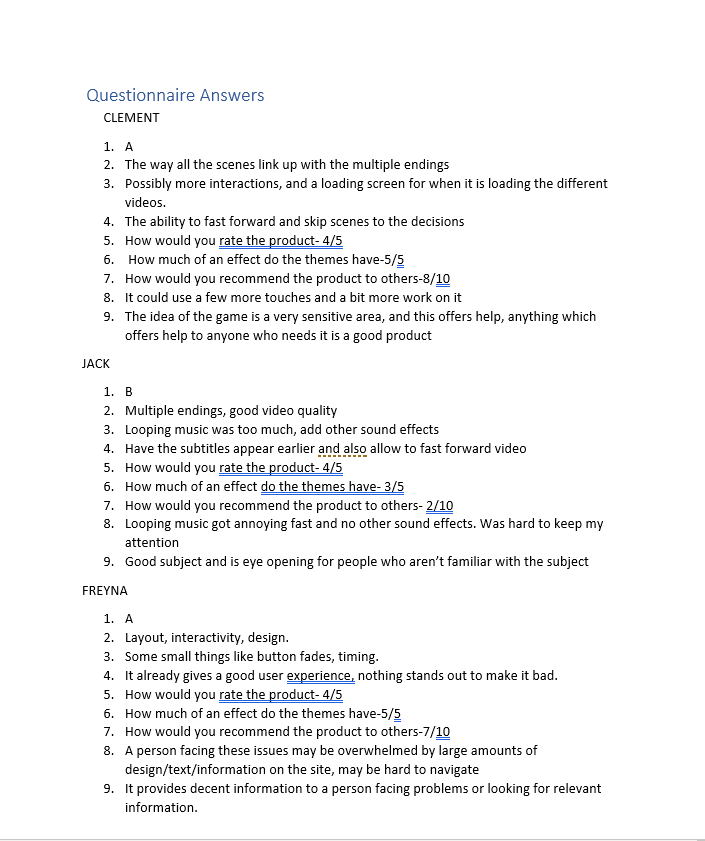 Questionnaire Answers
CLEMENT
1. A
2. The way all the scenes link up with the multiple endings
3. Possibly more interactions, and a loading screen for when it is loading the different
videos.
4. The ability to fast forward and skip scenes to the decisions
5. How would you rate the product- 4/5
6. How much of an effect do the themes have-5/5
7. How would you recommend the product to others-8/10
8. It could use a few more touches and a bit more work on it
9. The idea of the game is a very sensitive area, and this offers help, anything which
offers help to anyone who needs it is a good product
JACK
1. B
2. Multiple endings, good video quality
3. Looping music was too much, add other sound effects
4. Have the subtitles appear earlier and also allow to fast forward video
5. How would you rate the product- 4/5
6. How much of an effect do the themes have- 3/5
7. How would you recommend the product to others- 2/10
8. Looping music got annoying fast and no other sound effects. Was hard to keep my
attention
9. Good subject and is eye opening for people who aren’t familiar with the subject
FREYNA
1. A
2. Layout, interactivity, design.
3. Some small things like button fades, timing.
4. It already gives a good user experience, nothing stands out to make it bad.
5. How would you rate the product- 4/5
6. How much of an effect do the themes have-5/5
7. How would you recommend the product to others-7/10
8. A person facing these issues may be overwhelmed by large amounts of
design/text/information on the site, may be hard to navigate
9. It provides decent information to a person facing problems or looking for relevant
information.